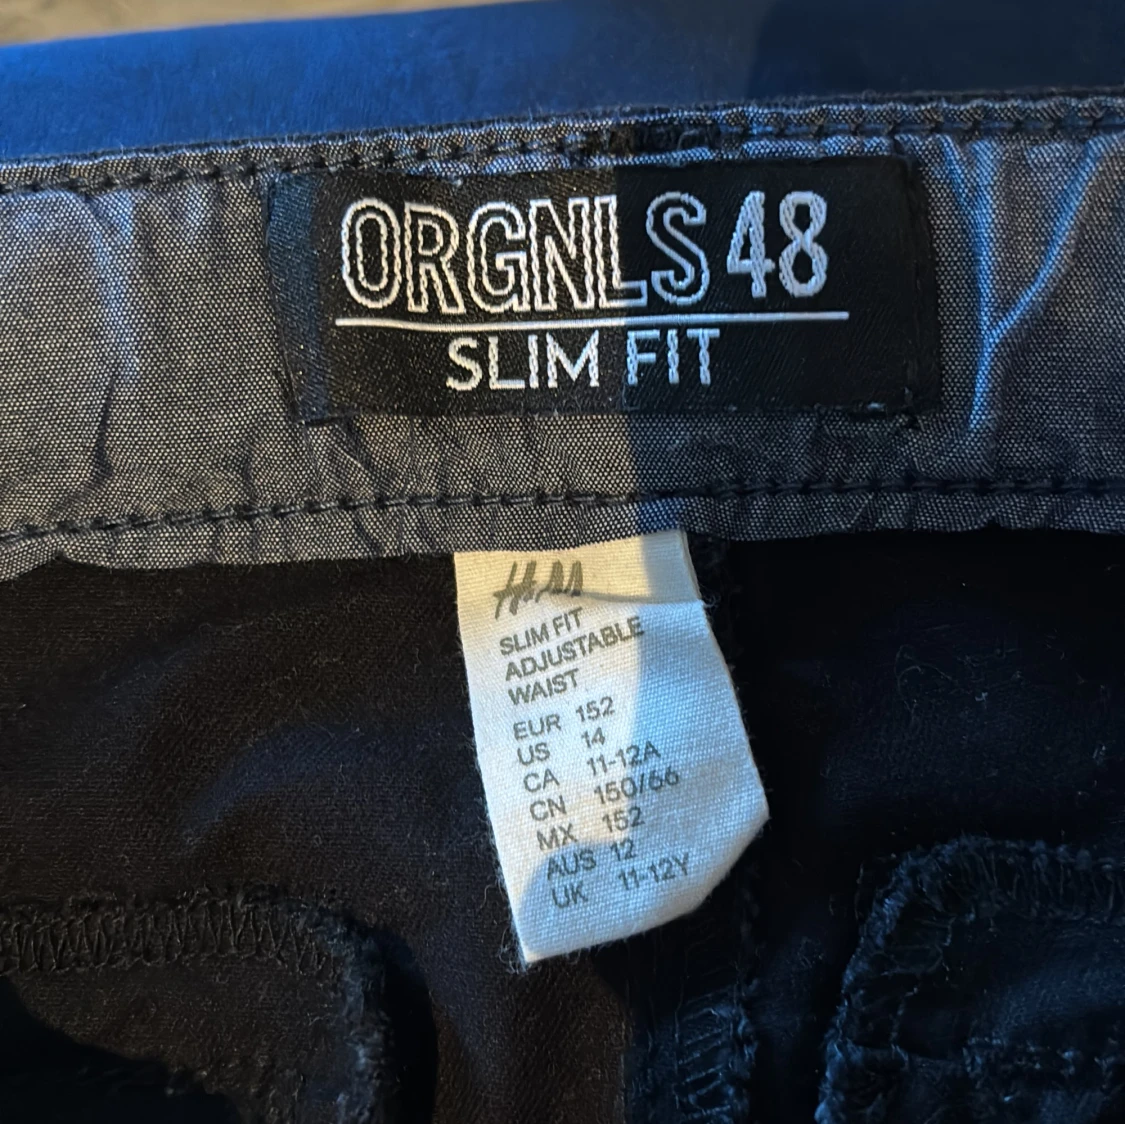 ORGNLS 48
SLIM FIT
H&M
SLIM FIT
ADJUSTABLE
WAIST
EUR 152
US 14
CA 11-12A
CN 150/66
MX 152
AUS 12
UK 11-12Y